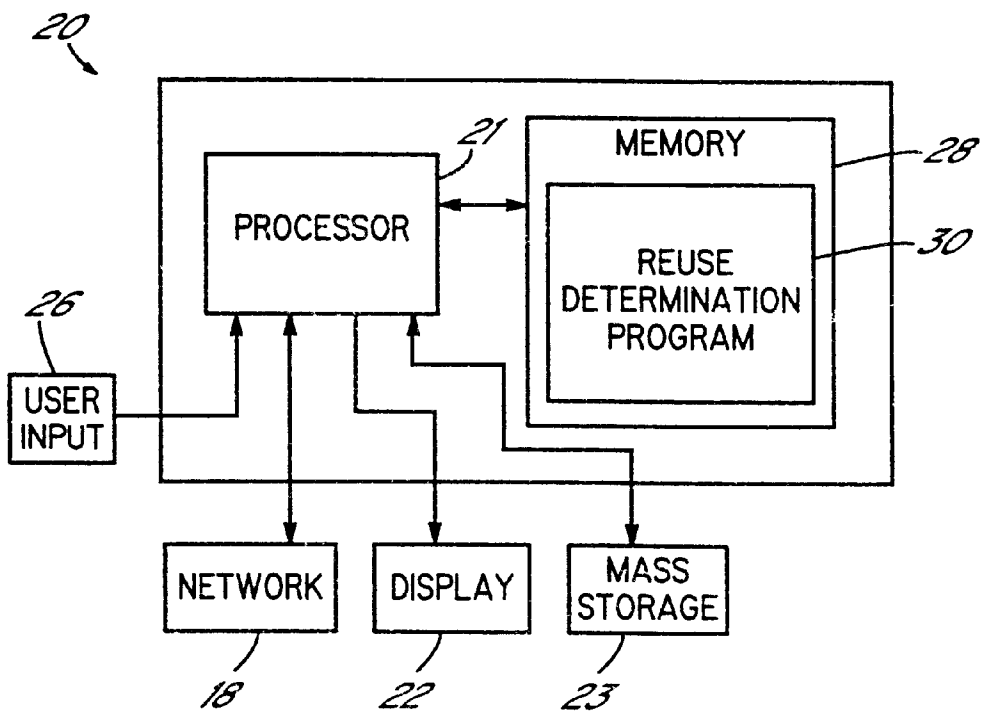 20
21
MEMORY
28
PROCESSOR
30
REUSE
DETERMINATION
PROGRAM
26
USER
INPUT
NETWORK
DISPLAY
MASS
STORAGE
18
22
23